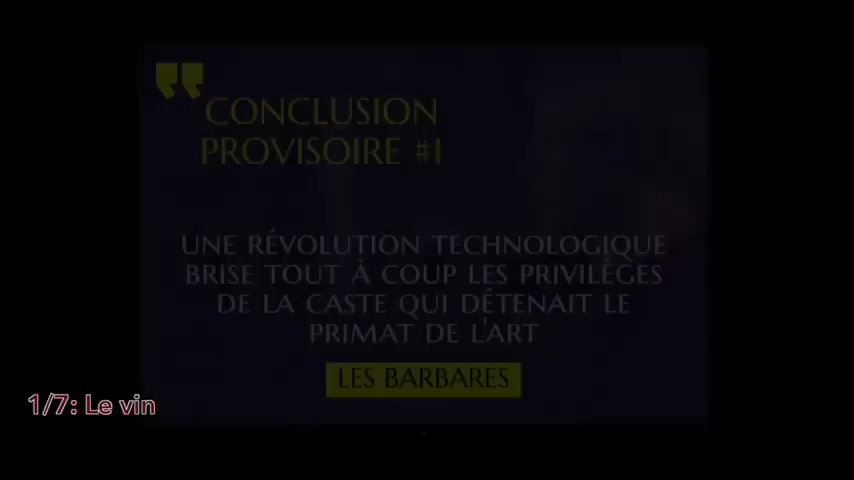 CONCLUSION
PROVISOIRE #1
UNE RÉVOLUTION TECHNOLOGIQUE
BRISE TOUT À COUP LES PRIVILÈGES
DE LA CASTE QUI DÉTENAIT LE
PRIMAT DE L'ART
LES BARBARES
1/7: Le vin